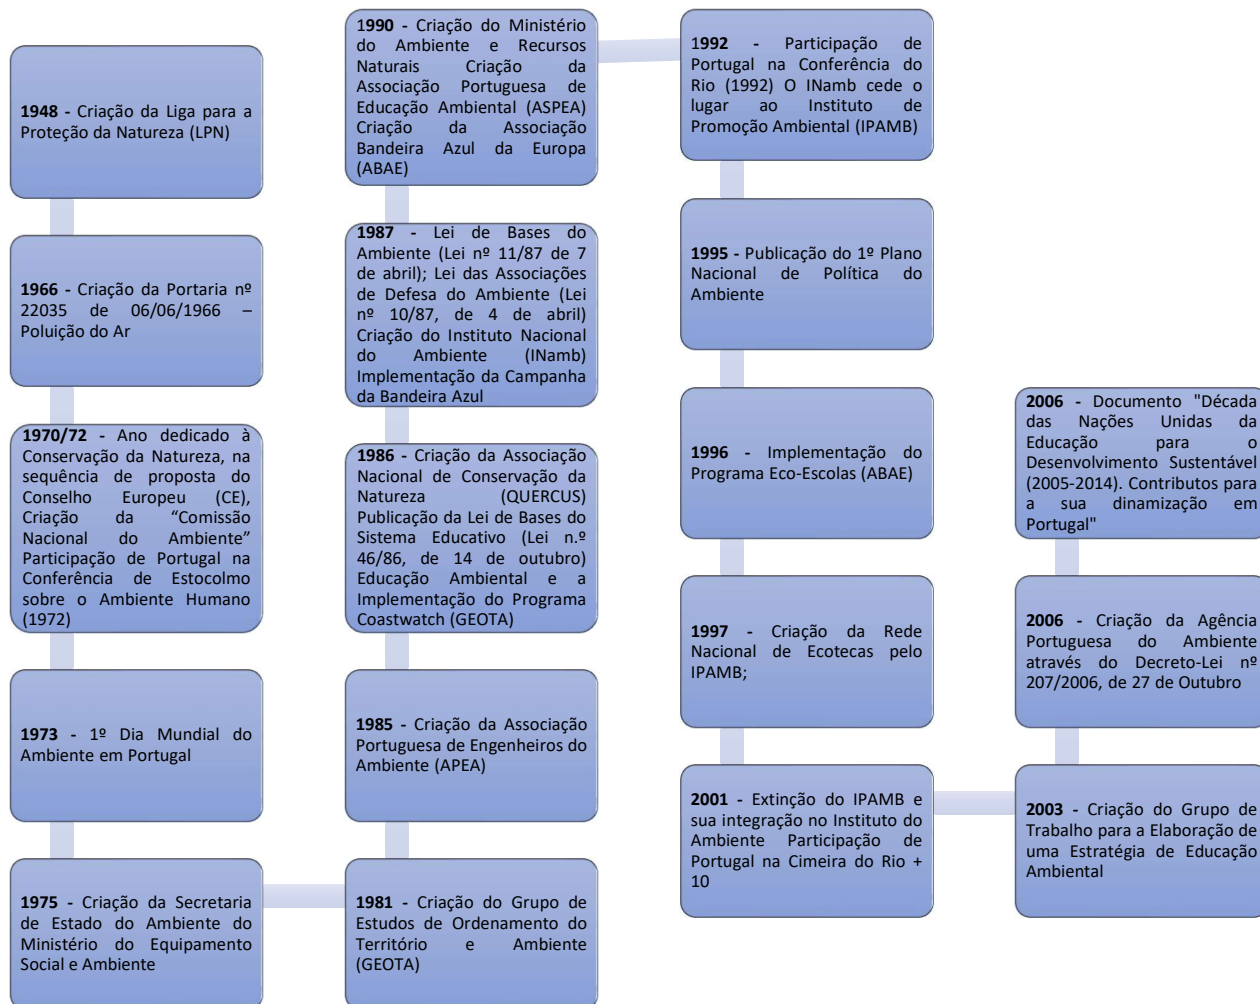 1948 - Criação da Liga para a
Proteção da Natureza (LPN)
1966 - Criação da Portaria nº
22035 de 06/06/1966 –
Poluição do Ar
1970/72 - Ano dedicado à
Conservação da Natureza, na
sequência de proposta do
Conselho Europeu (CE),
Criação da “Comissão
Nacional do Ambiente”
Participação de Portugal na
Conferência de Estocolmo
sobre o Ambiente Humano
(1972)
1973 - 1º Dia Mundial do
Ambiente em Portugal
1975 - Criação da Secretaria
de Estado do Ambiente do
Ministério do Equipamento
Social e Ambiente
1981 - Criação do Grupo de
Estudos de Ordenamento do
Território e Ambiente
(GEOTA)
1985 - Criação da Associação
Portuguesa de Engenheiros do
Ambiente (APEA)
1986 - Criação da Associação
Nacional de Conservação da
Natureza (QUERCUS)
Publicação da Lei de Bases do
Sistema Educativo (Lei n.º
46/86, de 14 de outubro)
Educação Ambiental e a
Implementação do Programa
Coastwatch (GEOTA)
1987 - Lei de Bases do
Ambiente (Lei nº 11/87 de 7
de abril); Lei das Associações
de Defesa do Ambiente (Lei
nº 10/87, de 4 de abril)
Criação do Instituto Nacional
do Ambiente (INamb)
Implementação da Campanha
da Bandeira Azul
1990 - Criação do Ministério
do Ambiente e Recursos
Naturais Criação da
Associação Portuguesa de
Educação Ambiental (ASPEA)
Criação da Associação
Bandeira Azul da Europa
(ABAE)
1992 - Participação de
Portugal na Conferência do
Rio (1992) O INamb cede o
lugar ao Instituto de
Promoção Ambiental (IPAMB)
1995 - Publicação do 1º Plano
Nacional de Política do
Ambiente
1996 - Implementação do
Programa Eco-Escolas (ABAE)
1997 - Criação da Rede
Nacional de Ecotecas pelo
IPAMB;
2001 - Extinção do IPAMB e
sua integração no Instituto do
Ambiente Participação de
Portugal na Cimeira do Rio +
10
2003 - Criação do Grupo de
Trabalho para a Elaboração de
uma Estratégia de Educação
Ambiental
2006 - Criação da Agência
Portuguesa do Ambiente
através do Decreto-Lei nº
207/2006, de 27 de Outubro
2006 - Documento "Década
das Nações Unidas da
Educação para o
Desenvolvimento Sustentável
(2005-2014). Contributos para
a sua dinamização em
Portugal"